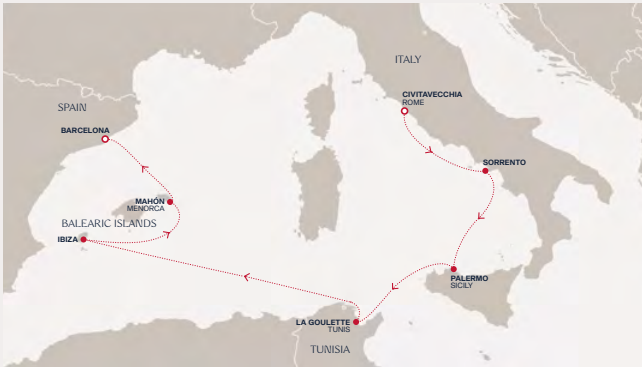 ITALY
CIVITAVECCHIA
ROME
SPAIN
BARCELONA
SORRENTO
MAHÓN
MENORCA
BALEARIC ISLANDS
IBIZA
PALERMO
SICILY
LA GOULETTE
TUNIS
TUNISIA